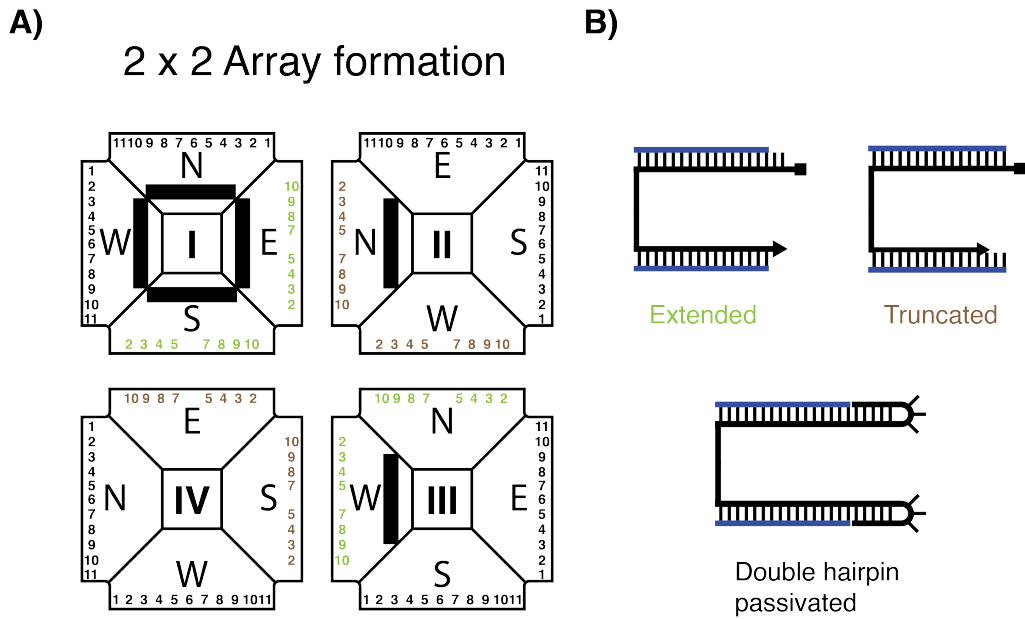 A)
B)
2 x 2 Array formation
11 10 9 8 7 6 5 4 3 2 1
N
1
2
3
4
5
6
7
8
9
10
11
W
I
E
10
9
8
7
5
4
3
2
S
2 3 4 5 7 8 9 10
11 10 9 8 7 6 5 4 3 2 1
E
2
3
4
5
7
8
9
10
N
II
S
11
10
9
8
7
6
5
4
3
2
1
W
2 3 4 5 7 8 9 10
10 9 8 7 5 4 3 2
E
1
2
3
4
5
6
7
8
9
10
11
N
IV
S
10
9
8
7
5
4
3
2
W
1 2 3 4 5 6 7 8 9 10 11
10 9 8 7 5 4 3 2
N
2
3
4
5
7
8
9
10
W
III
E
11
10
9
8
7
6
5
4
3
2
1
S
1 2 3 4 5 6 7 8 9 10 11
Extended
Truncated
Double hairpin
passivated